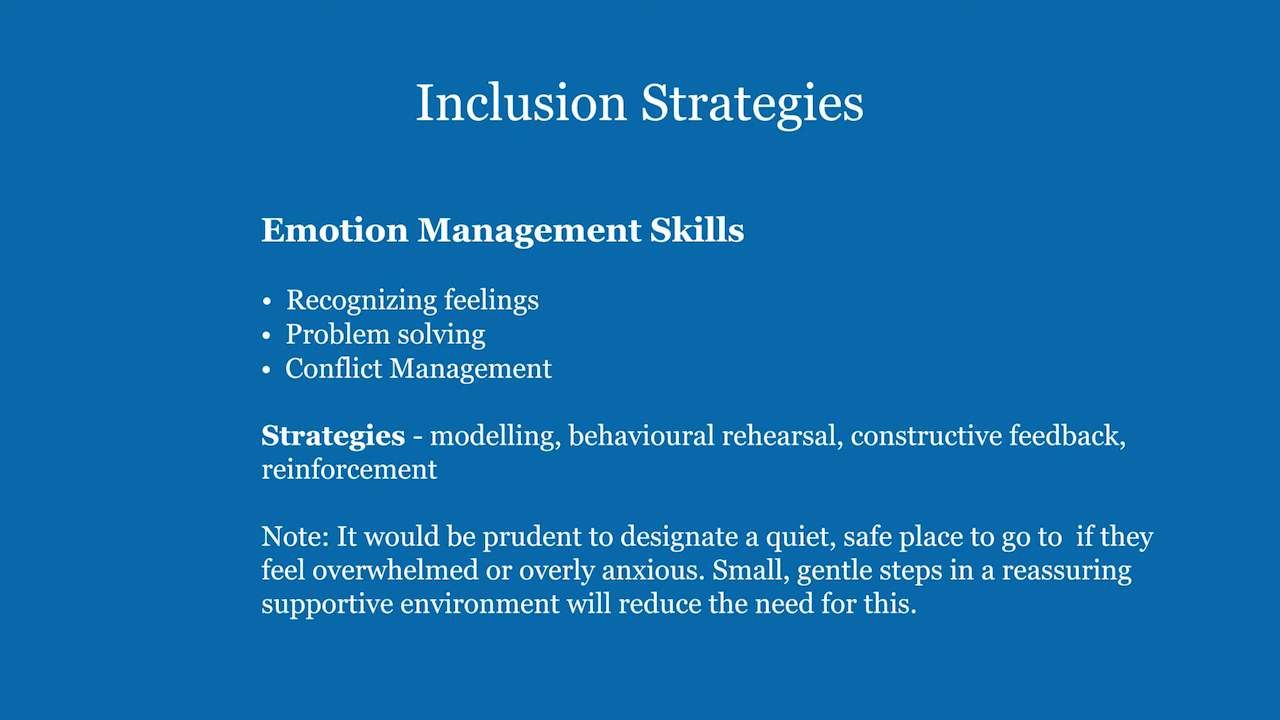 Inclusion Strategies
Emotion Management Skills
• Recognizing feelings
• Problem solving
• Conflict Management
Strategies - modelling, behavioural rehearsal, constructive feedback,
reinforcement
Note: It would be prudent to designate a quiet, safe place to go to  if they
feel overwhelmed or overly anxious. Small, gentle steps in a reassuring
supportive environment will reduce the need for this.